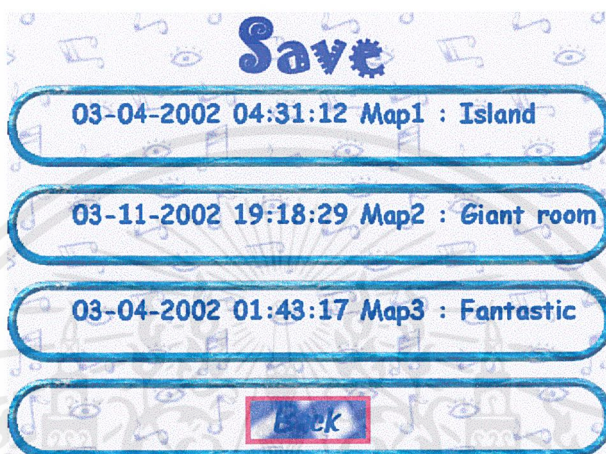 Save
03-04-2002 04:31:12 Map1 : Island
03-11-2002 19:18:29 Map2 : Giant room
03-04-2002 01:43:17 Map3 : Fantastic
Back